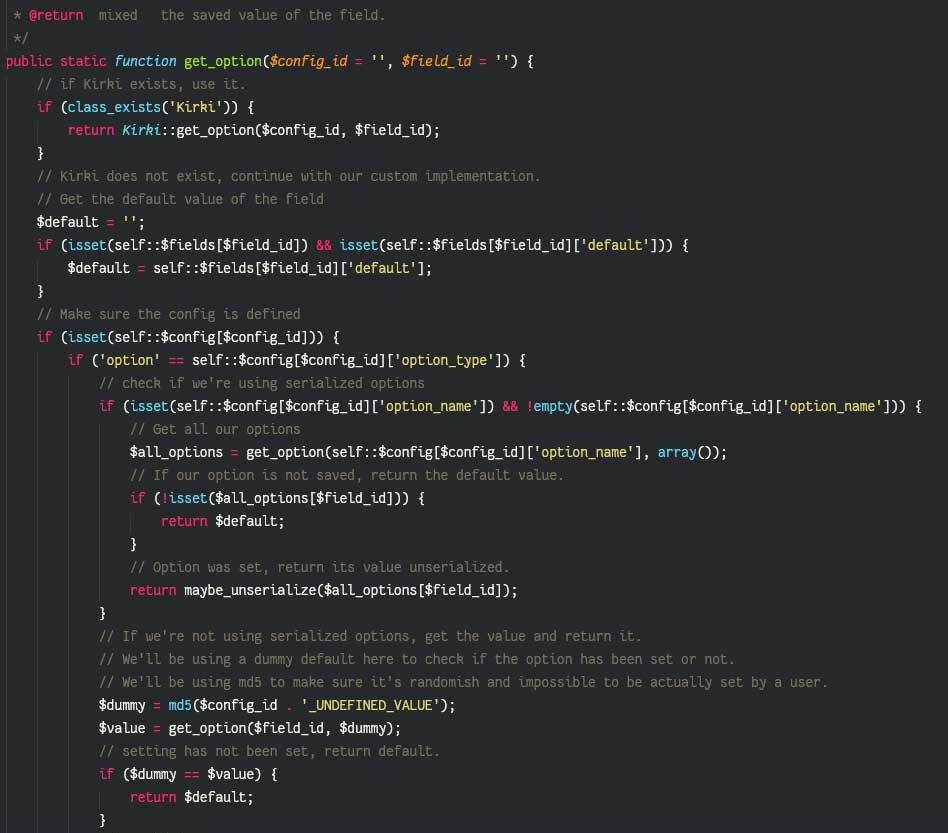 * @return  mixed   the saved value of the field.
*/
public static function get_option($config_id = '', $field_id = '') {
// if Kirki exists, use it.
if (class_exists('Kirki')) {
return Kirki::get_option($config_id, $field_id);
}
// Kirki does not exist, continue with our custom implementation.
// Get the default value of the field
$default = '';
if (isset(self::$fields[$field_id]) && isset(self::$fields[$field_id]['default'])) {
$default = self::$fields[$field_id]['default'];
}
// Make sure the config is defined
if (isset(self::$config[$config_id])) {
if ('option' == self::$config[$config_id]['option_type']) {
// check if we're using serialized options
if (isset(self::$config[$config_id]['option_name']) && !empty(self::$config[$config_id]['option_name'])) {
// Get all our options
$all_options = get_option(self::$config[$config_id]['option_name'], array());
// If our option is not saved, return the default value.
if (!isset($all_options[$field_id])) {
return $default;
}
// Option was set, return its value unserialized.
return maybe_unserialize($all_options[$field_id]);
}
// If we're not using serialized options, get the value and return it.
// We'll be using a dummy default here to check if the option has been set or not.
// We'll be using md5 to make sure it's randomish and impossible to be actually set by a user.
$dummy = md5($config_id . '_UNDEFINED_VALUE');
$value = get_option($field_id, $dummy);
// setting has not been set, return default.
if ($dummy == $value) {
return $default;
}